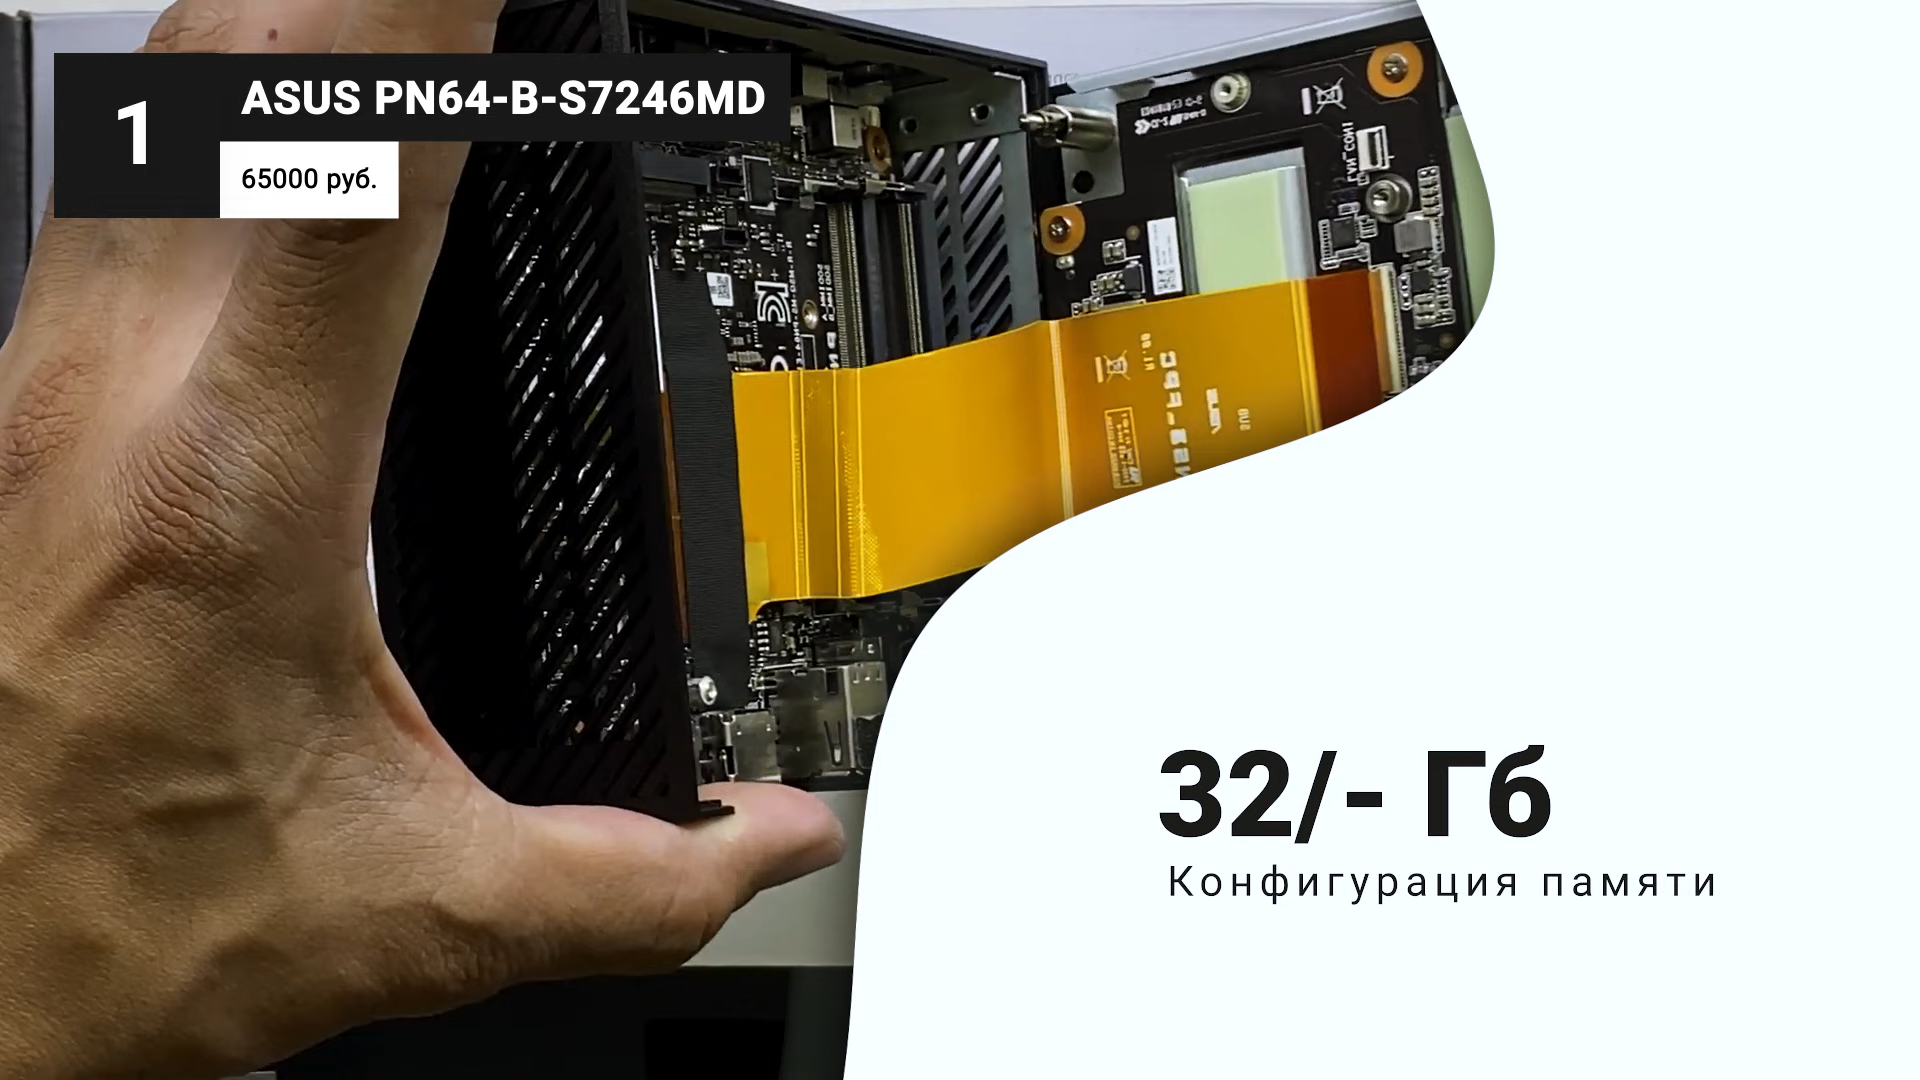 1
ASUS PN64-B-S7246MD
65000 руб.
32/- Гб
Конфигурация памяти